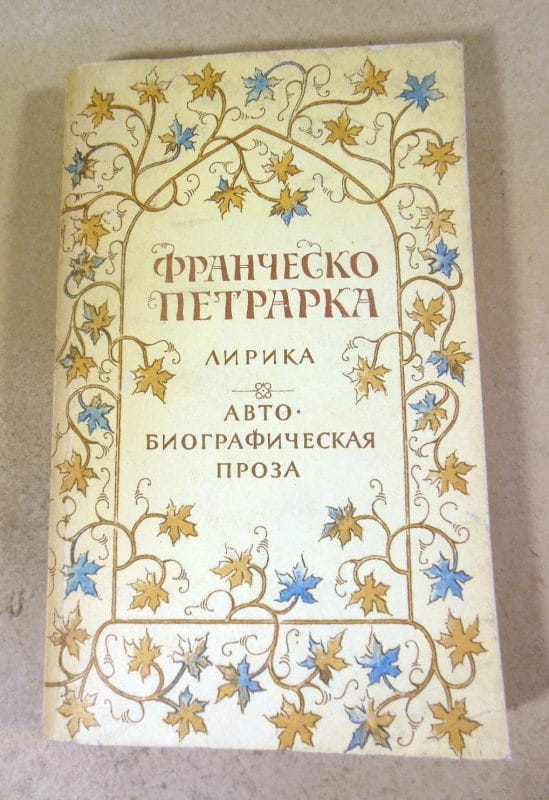 ФРАНЧЕСКО
ПЕТРАРКА
ЛИРИКА
АВТО·
БИОГРАФИЧЕСКАЯ
ПРОЗА